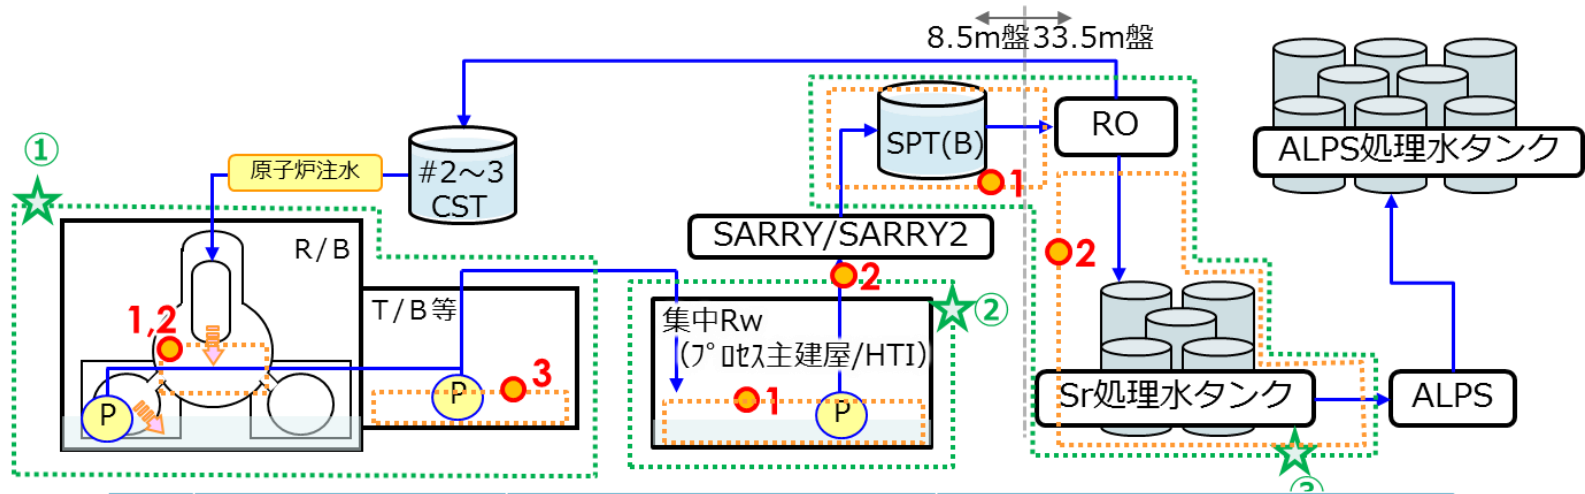 8.5m盤
33.5m盤
①
原子炉注水
#2～3
CST
SPT(B)
RO
ALPS処理水タンク
1
R/B
SARRY/SARRY2
2
2
T/B等
1,2
集中Rw
(ﾌﾟﾛｾｽ主建屋/HTI)
②
3
P
P
1
P
Sr処理水タンク
ALPS
③